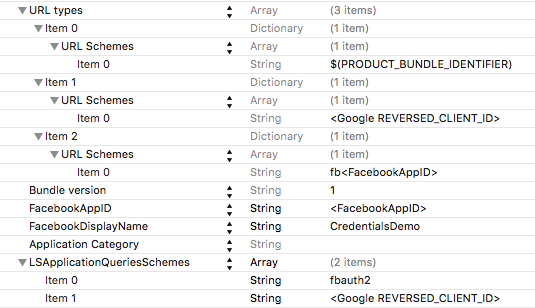 URL types Array (3 items)
Item 0 Dictionary (1 item)
URL Schemes Array (1 item)
Item 0 String $(PRODUCT_BUNDLE_IDENTIFIER)
Item 1 Dictionary (1 item)
URL Schemes Array (1 item)
Item 0 String <Google REVERSED_CLIENT_ID>
Item 2 Dictionary (1 item)
URL Schemes Array (1 item)
Item 0 String fb<FacebookAppID>
Bundle version String 1
FacebookAppID String <FacebookAppID>
FacebookDisplayName String CredentialsDemo
Application Category String
LSApplicationQueriesSchemes Array (2 items)
Item 0 String fbauth2
Item 1 String <Google REVERSED_CLIENT_ID>